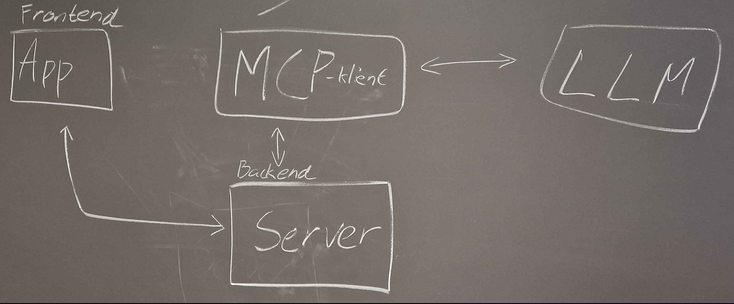 Frontend
App
MCP-klient
LLM
Backend
Server